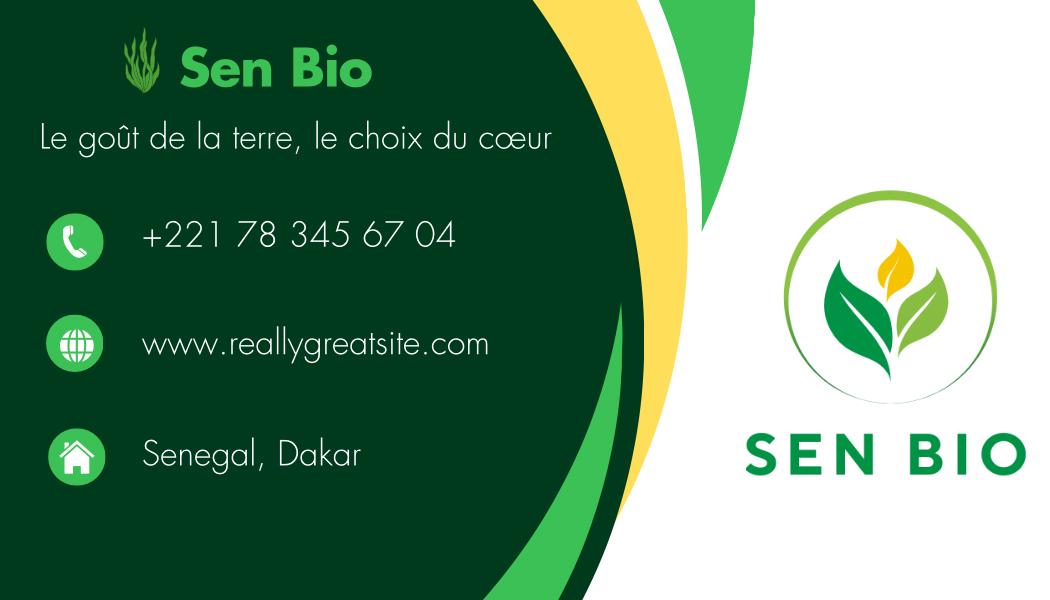 Sen Bio
Le goût de la terre, le choix du cœur
+221 78 345 67 04
www.reallygreatsite.com
Senegal, Dakar
SEN BIO